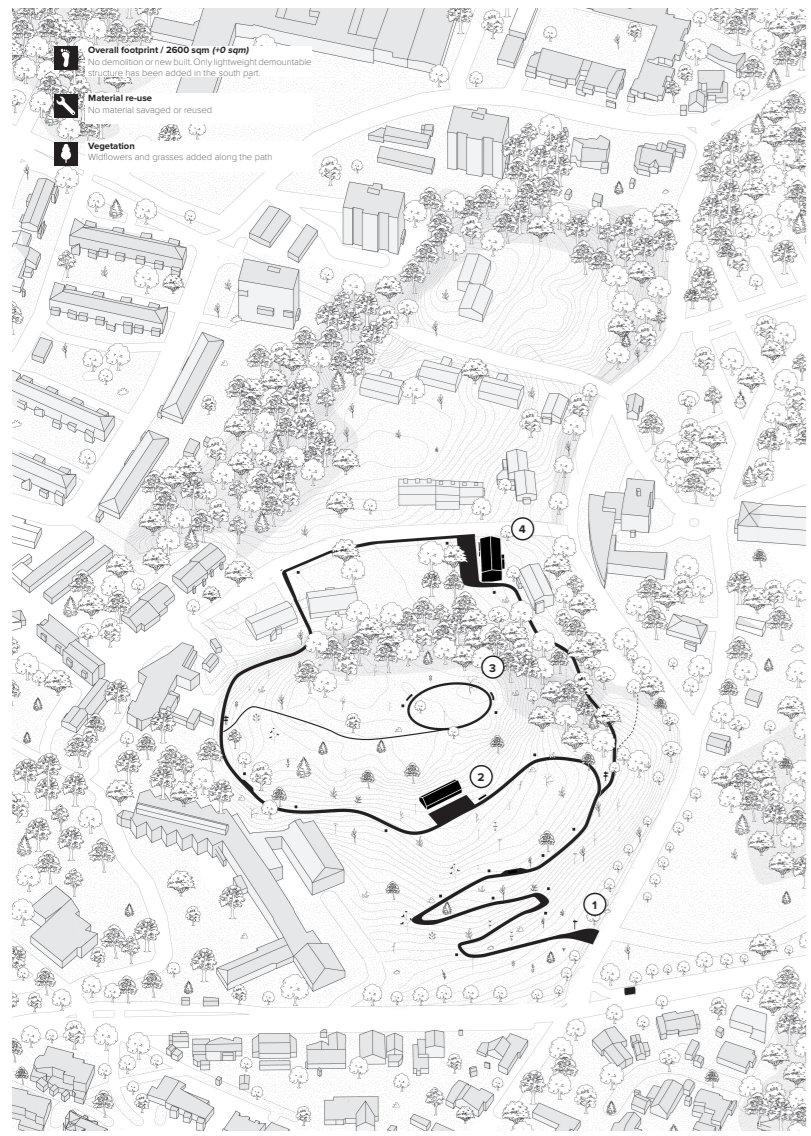 Overall footprint / 2600 sqm (+0 sqm)
No demolition or new built. Only lightweight demountable
structure has been added in the south part.
Material re-use
No material savaged or reused
Vegetation
Widflowers and grasses added along the path
4
3
2
1